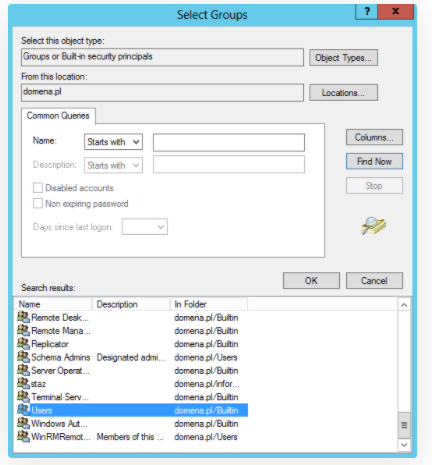 Select Groups
? x
Select this object type:
Groups or Built-in security principals Object Types...
From this location:
domena.pl Locations...
Common Queries
Name: Starts with Columns...
Description: Starts with Find Now
Disabled accounts Stop
Non expiring password
Days since last logon:
OK Cancel
Search results:
Name Description In Folder
Remote Desk... domena.pl/Builtin
Remote Mana... domena.pl/Builtin
Replicator domena.pl/Builtin
Schema Admins Designated admi... domena.pl/Users
Server Operat... domena.pl/Builtin
staz domena.pl/infor...
Terminal Serv... domena.pl/Builtin
Users domena.pl/Builtin
Windows Aut... domena.pl/Builtin
WinRMRemot... Members of this ... domena.pl/Users